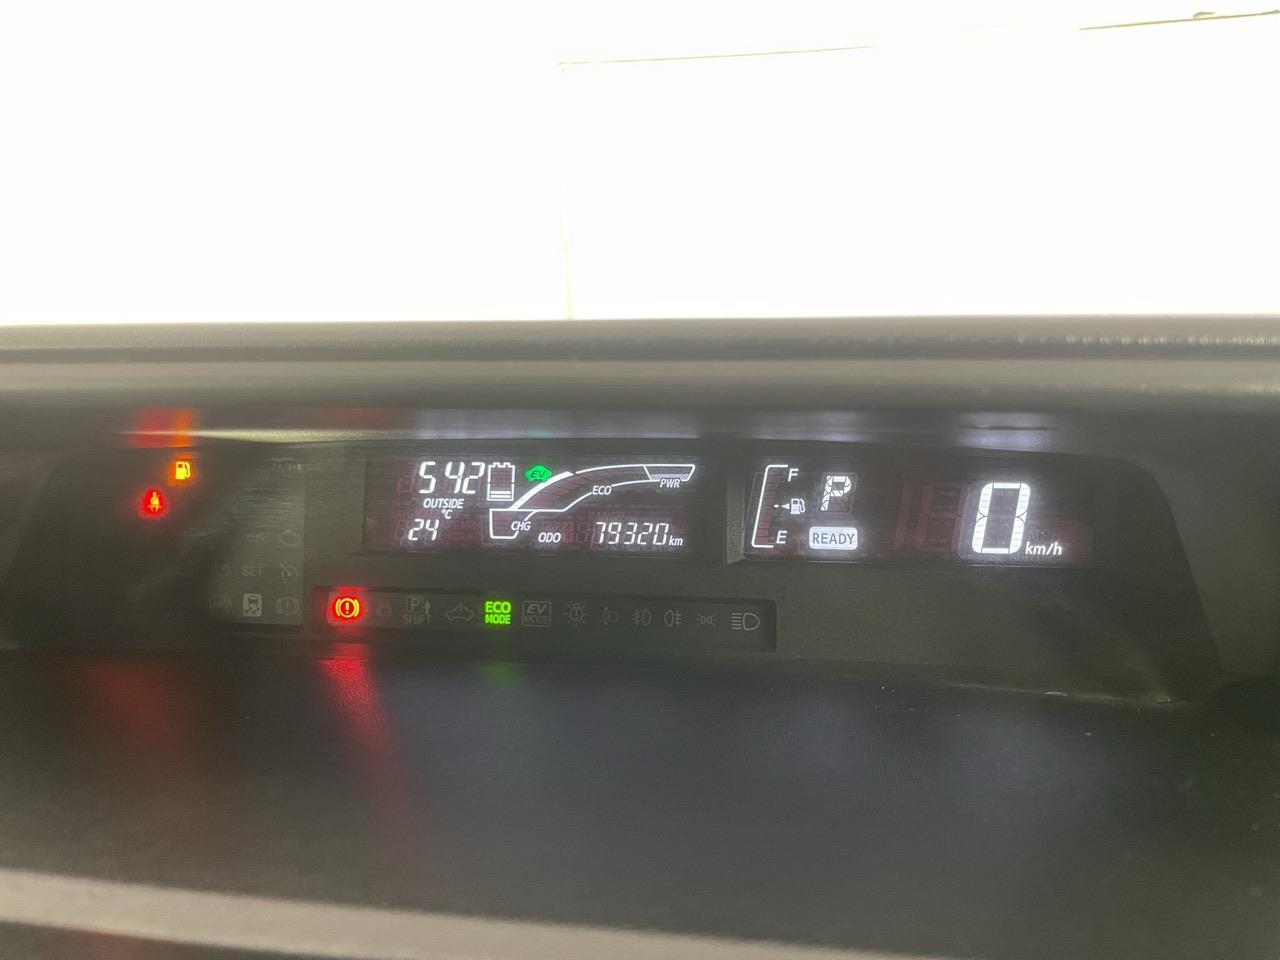 5:42
EV
OUTSIDE
°C
24
CHG
ECO
PWR
ODO
79320 km
F
E
P
READY
0
km/h
SET
P
SHIFT
ECO
MODE
EV
MODE